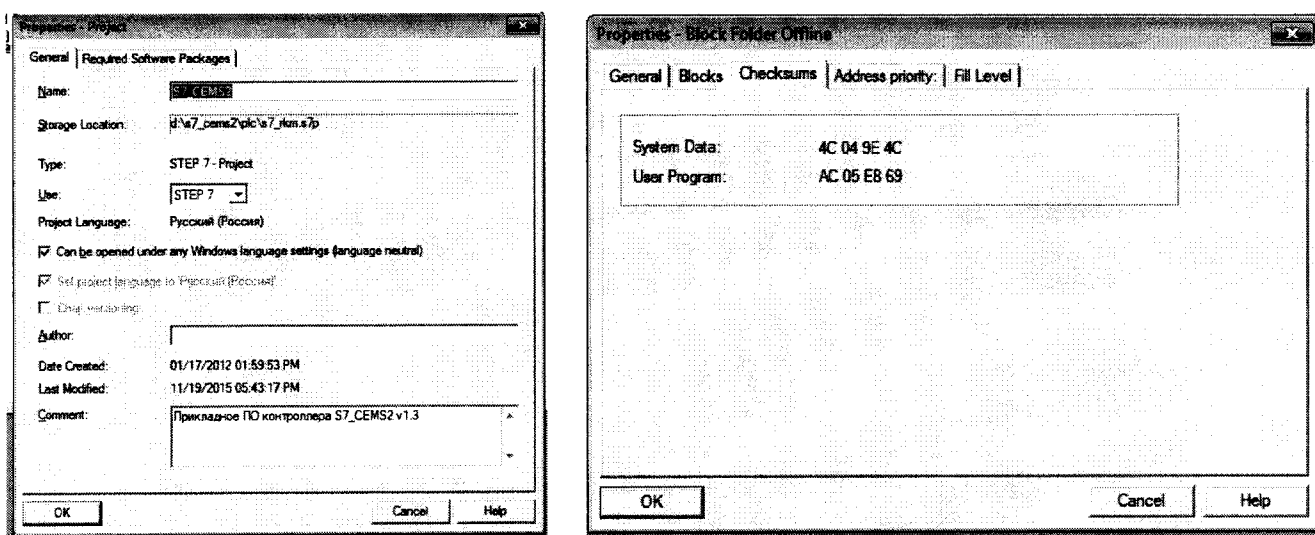 Properties - Project
General Required Software Packages
Name: S7_CEMS2
Storage Location: d:\s7_cems2\plc\s7_rkm.s7p
Type: STEP 7 - Project
Use: STEP 7
Project Language: Русский (Россия)
Can be opened under any Windows language settings (language neutral)
Set project language to 'Русский (Россия)'
Char versioning
Author:
Date Created: 01/17/2012 01:59:53 PM
Last Modified: 11/19/2015 05:43:17 PM
Comment: Прикладное ПО контроллера S7_CEMS2 v1.3
OK Cancel Help
Properties - Block Folder Offline
General Blocks Checksums Address priority: Fill Level
System Data: 4C 04 9E 4C
User Program: AC 05 E8 69
OK Cancel Help